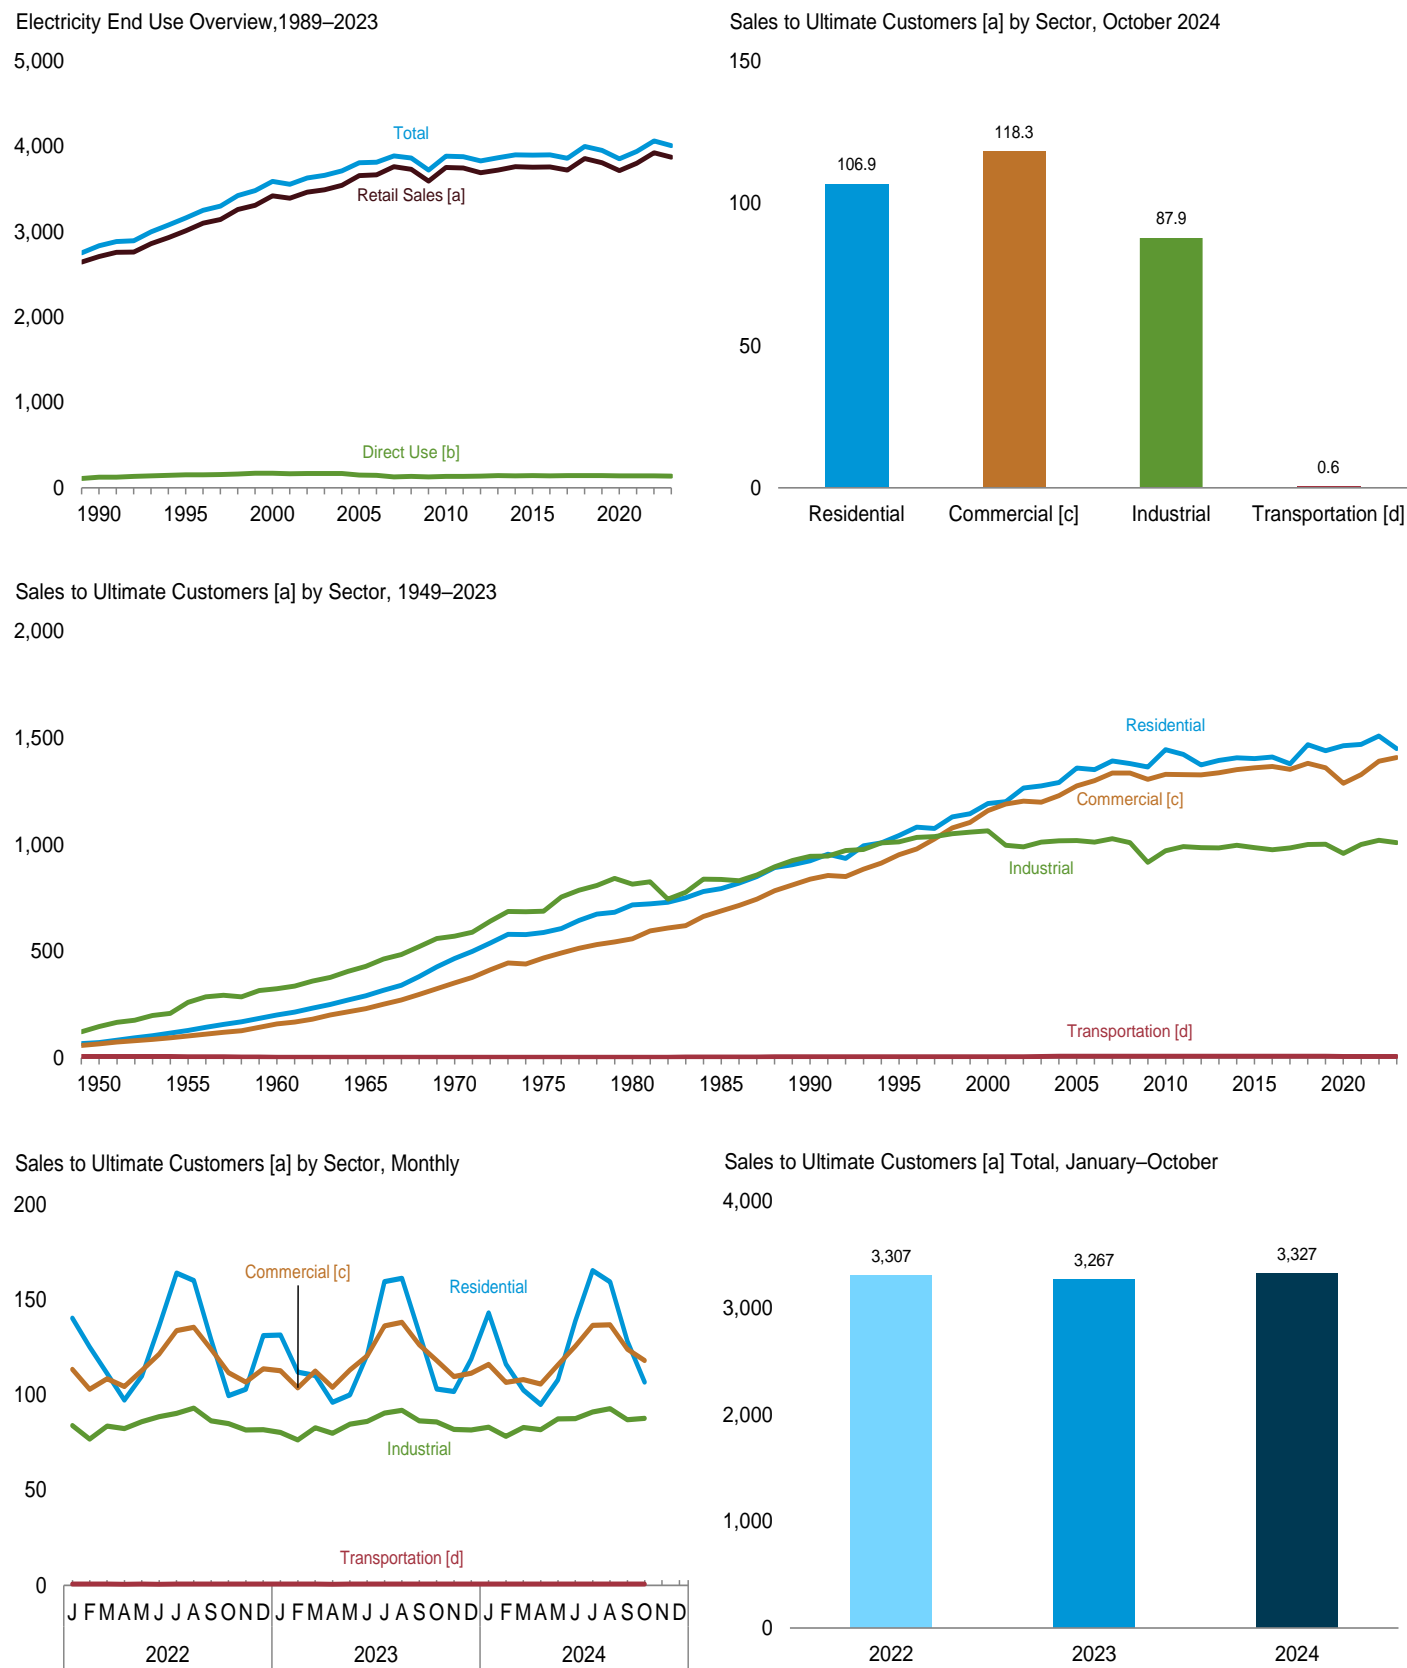 Electricity End Use Overview,1989–2023
5,000
4,000
3,000
2,000
1,000
0
Total
Retail Sales [a]
Direct Use [b]
1990 1995 2000 2005 2010 2015 2020
Sales to Ultimate Customers [a] by Sector, October 2024
150
100
50
0
106.9
118.3
87.9
0.6
Residential Commercial [c] Industrial Transportation [d]
Sales to Ultimate Customers [a] by Sector, 1949–2023
2,000
1,500
1,000
500
0
Residential
Commercial [c]
Industrial
Transportation [d]
1950 1955 1960 1965 1970 1975 1980 1985 1990 1995 2000 2005 2010 2015 2020
Sales to Ultimate Customers [a] by Sector, Monthly
200
150
100
50
0
Commercial [c]
Residential
Industrial
Transportation [d]
J F M A M J J A S O N D J F M A M J J A S O N D J F M A M J J A S O N D
2022 2023 2024
Sales to Ultimate Customers [a] Total, January–October
4,000
3,000
2,000
1,000
0
3,307
3,267
3,327
2022 2023 2024